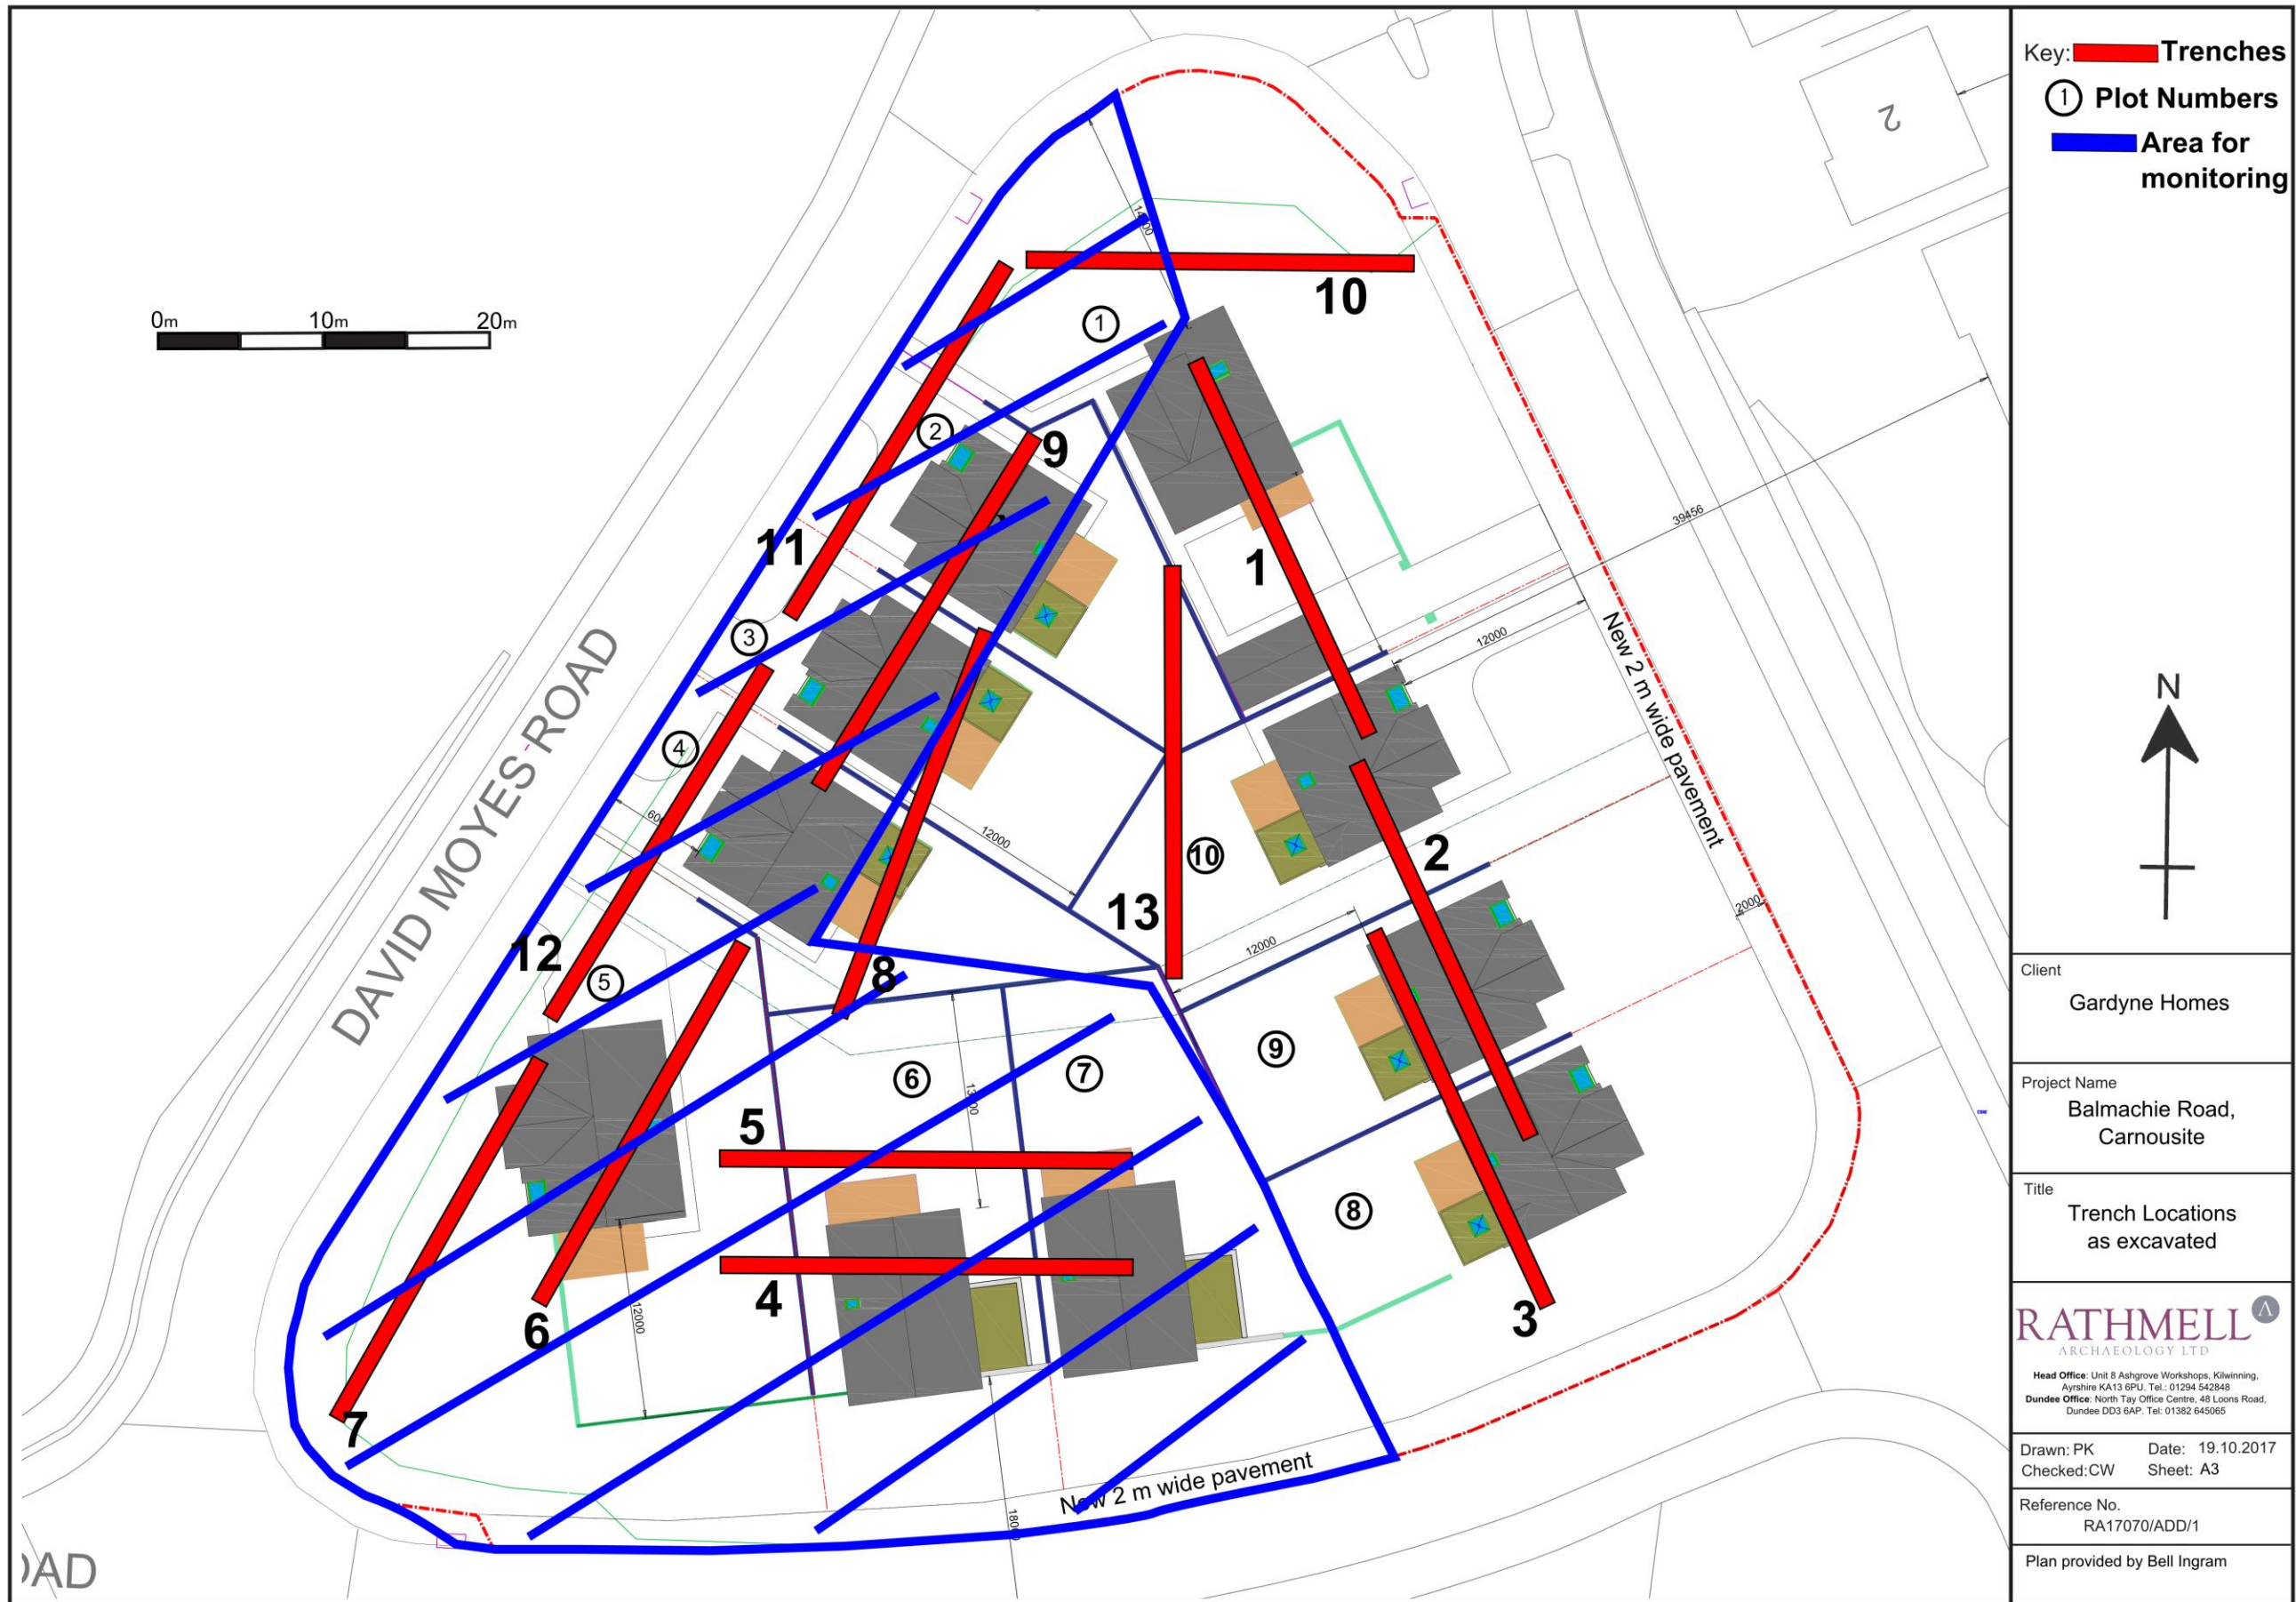 Key: Trenches
① Plot Numbers
Area for
monitoring
2
0m 10m 20m
10
1
2
9
11
1
39456
12000
3
New 2 m wide pavement
4
DAVID MOYES ROAD
12000
10
2
13
12000
2000
12
5
8
9
6
7
5
8
4
3
6
12000
7
New 2 m wide pavement
N
Client
Gardyne Homes
Project Name
Balmachie Road,
Carnousite
Title
Trench Locations
as excavated
RATHMELL
ARCHAEOLOGY LTD
Head Office: Unit 8 Ashgrove Workshops, Kilwinning,
Ayrshire KA13 6PU. Tel.: 01294 542848
Dundee Office: North Tay Office Centre, 48 Loons Road,
Dundee DD3 6AP. Tel: 01382 645065
Drawn: PK Date: 19.10.2017
Checked: CW Sheet: A3
Reference No.
RA17070/ADD/1
Plan provided by Bell Ingram